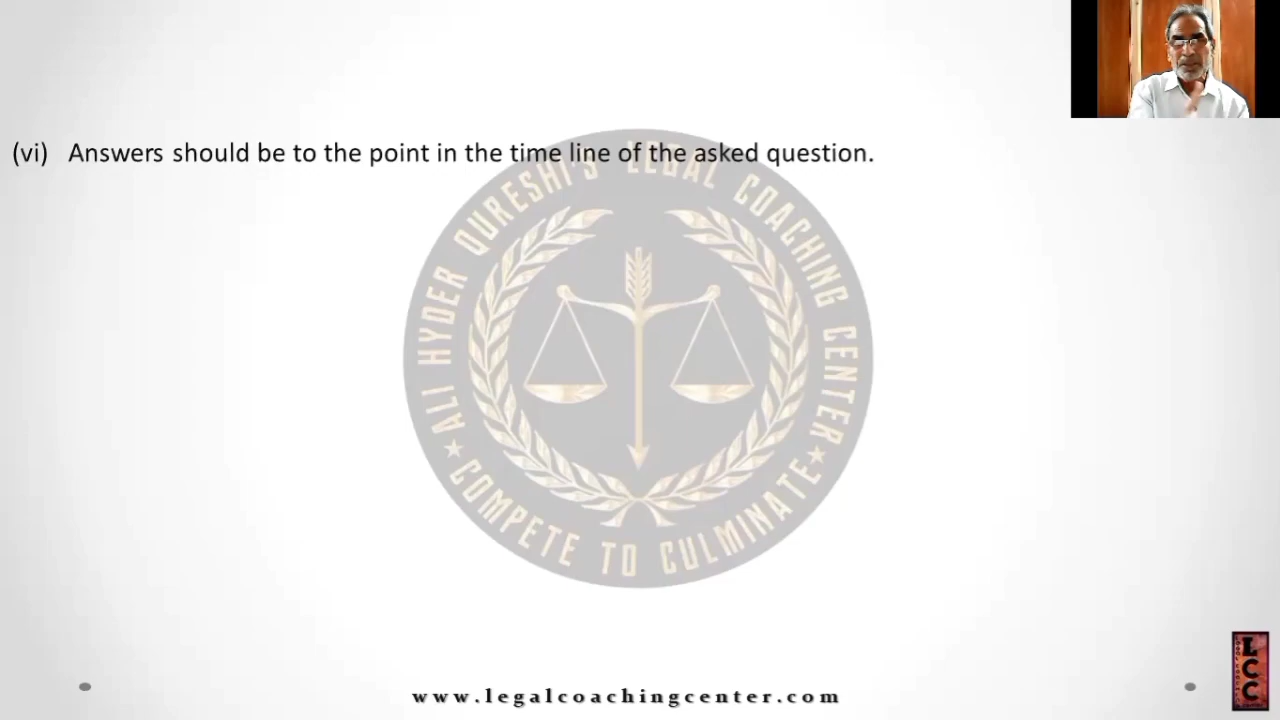 (vi) Answers should be to the point in the time line of the asked question.
ALI HYDER QURESHI'S LEGAL COACHING CENTER
★ COMPETE TO CULMINATE ★
www.legalcoachingcenter.com
LCC